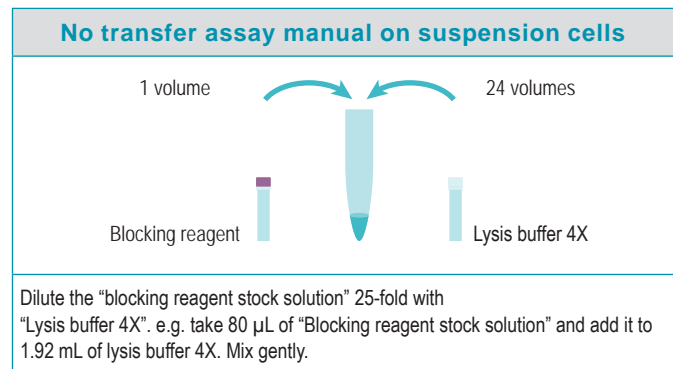 No transfer assay manual on suspension cells
1 volume
24 volumes
Blocking reagent
Lysis buffer 4X
Dilute the “blocking reagent stock solution” 25-fold with
“Lysis buffer 4X”. e.g. take 80 µL of “Blocking reagent stock solution” and add it to
1.92 mL of lysis buffer 4X. Mix gently.